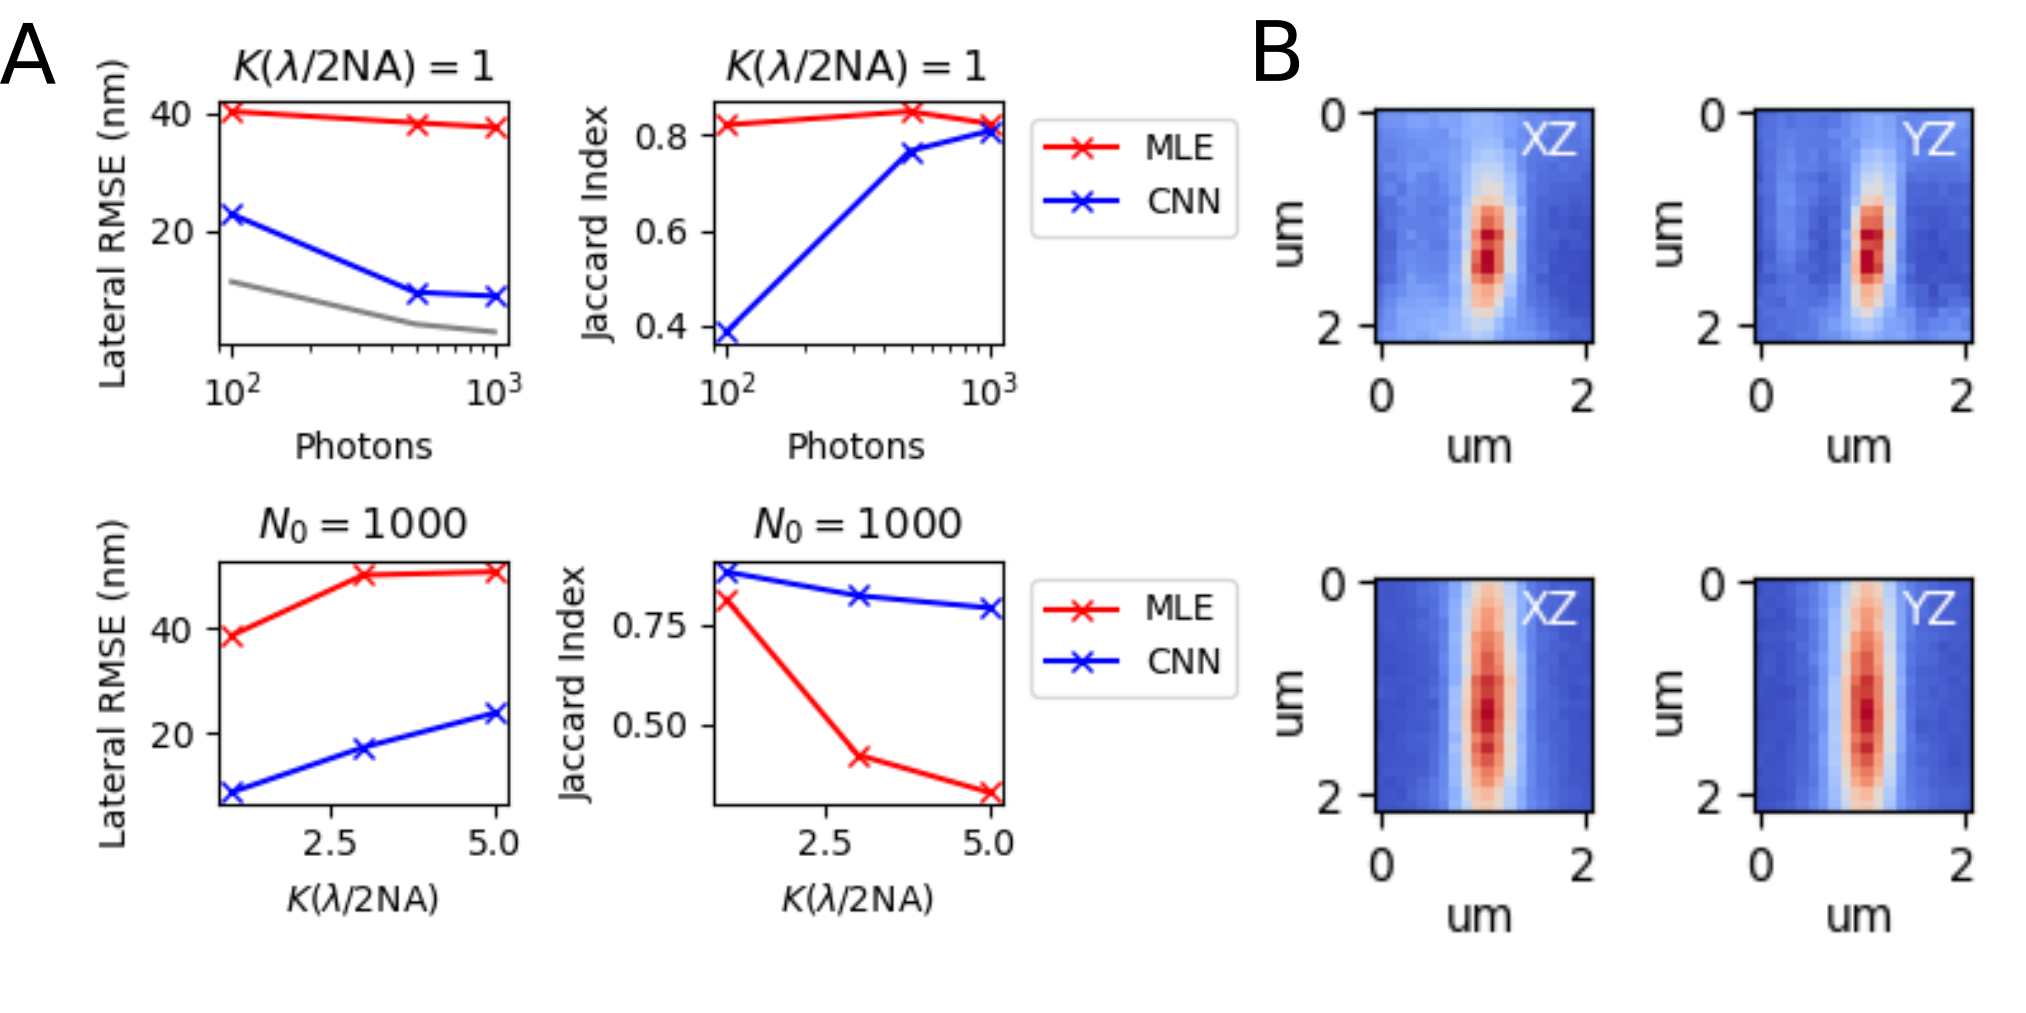 A
K(λ/2NA) = 1
Lateral RMSE (nm)
40
20
10²
10³
Photons
K(λ/2NA) = 1
Jaccard Index
0.8
0.6
0.4
10²
10³
Photons
MLE
CNN
N₀ = 1000
Lateral RMSE (nm)
40
20
2.5
5.0
K(λ/2NA)
N₀ = 1000
Jaccard Index
0.75
0.50
2.5
5.0
K(λ/2NA)
MLE
CNN
B
XZ
um
0
2
0
2
um
YZ
um
0
2
0
2
um
XZ
um
0
2
0
2
um
YZ
um
0
2
0
2
um